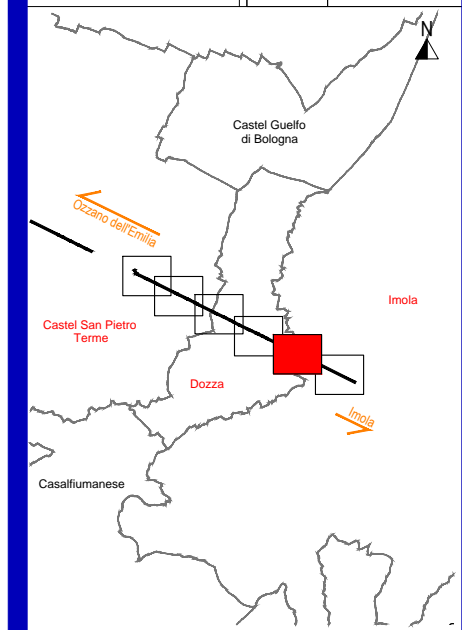 N
Castel Guelfo
di Bologna
Ozzano dell'Emilia
Imola
Castel San Pietro
Terme
Dozza
Imola
Casalfiumanese